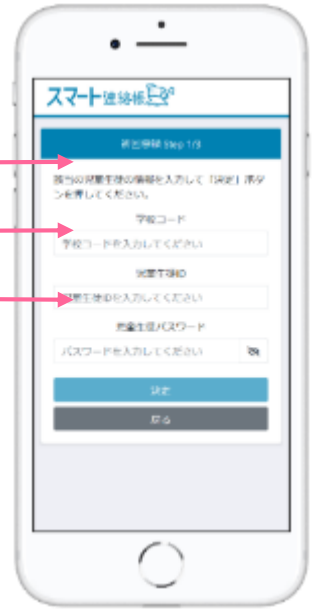 スマート連絡帳
初回登録 Step 1/3
該当の児童生徒の情報を入力して「決定」ボタ
ンを押してください。
学校コード
学校コードを入力してください
児童生徒ID
児童生徒IDを入力してください
児童生徒パスワード
パスワードを入力してください
決定
戻る